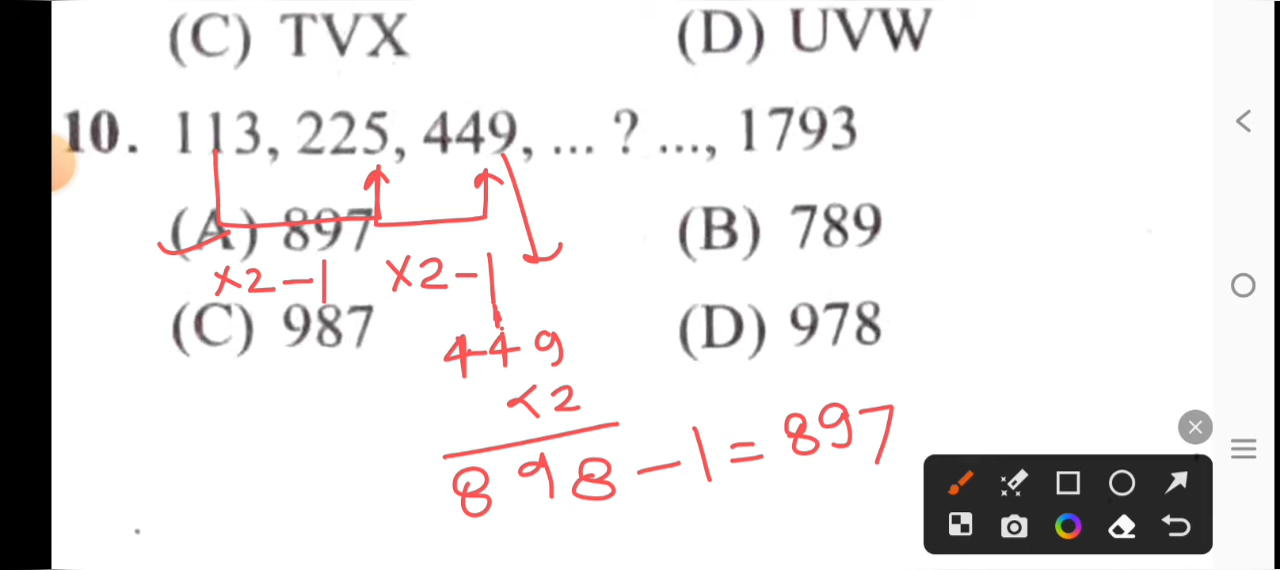 (C) TVX (D) UVW
10. 113, 225, 449, ... ? ..., 1793
(A) 897 (B) 789
×2-1 ×2-1
(C) 987 (D) 978
449
×2
898-1=897